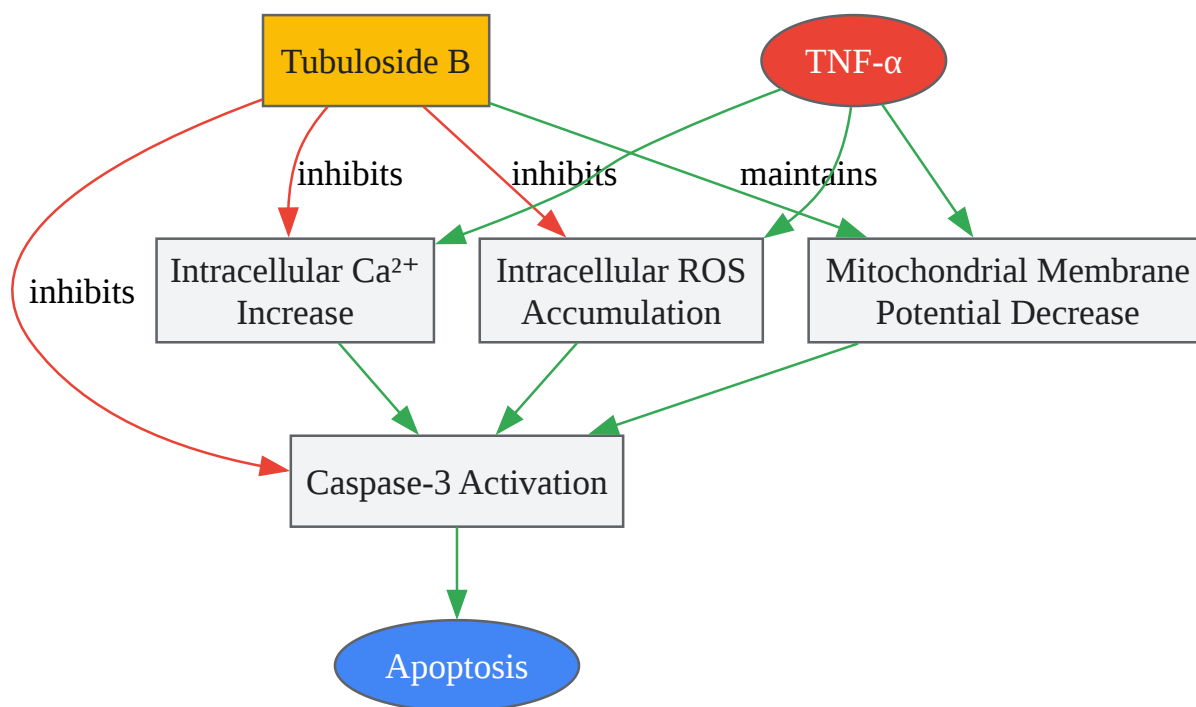 Tubuloside B
TNF-α
inhibits
inhibits
maintains
Intracellular Ca²⁺
Increase
Intracellular ROS
Accumulation
Mitochondrial Membrane
Potential Decrease
inhibits
Caspase-3 Activation
Apoptosis